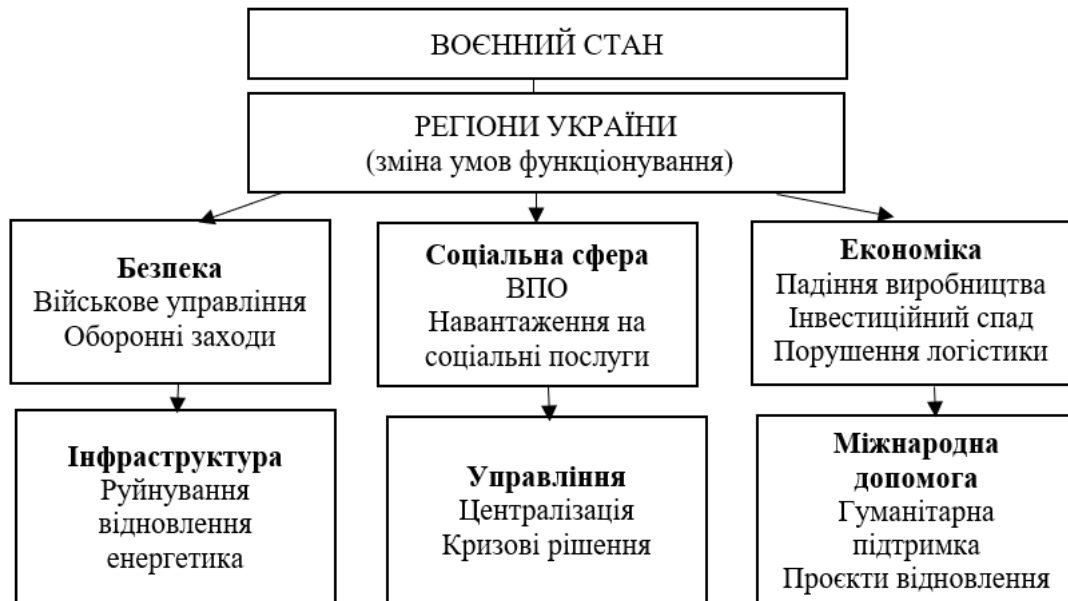 ВОЄННИЙ СТАН
РЕГІОНИ УКРАЇНИ
(зміна умов функціонування)
Безпека
Військове управління
Оборонні заходи
Соціальна сфера
ВПО
Навантаження на
соціальні послуги
Економіка
Падіння виробництва
Інвестиційний спад
Порушення логістики
Інфраструктура
Руйнування
відновлення
енергетика
Управління
Централізація
Кризові рішення
Міжнародна
допомога
Гуманітарна
підтримка
Проєкти відновлення